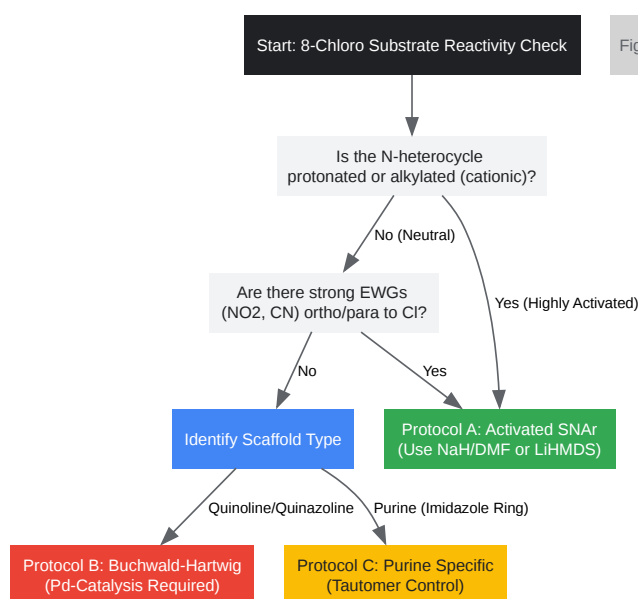 Start: 8-Chloro Substrate Reactivity Check
Fig
Is the N-heterocycle
protonated or alkylated (cationic)?
No (Neutral)
Are there strong EWGs
(NO2, CN) ortho/para to Cl?
Yes (Highly Activated)
No
Yes
Identify Scaffold Type
Protocol A: Activated SNAr
(Use NaH/DMF or LiHMDS)
Quinoline/Quinazoline
Purine (Imidazole Ring)
Protocol B: Buchwald-Hartwig
(Pd-Catalysis Required)
Protocol C: Purine Specific
(Tautomer Control)